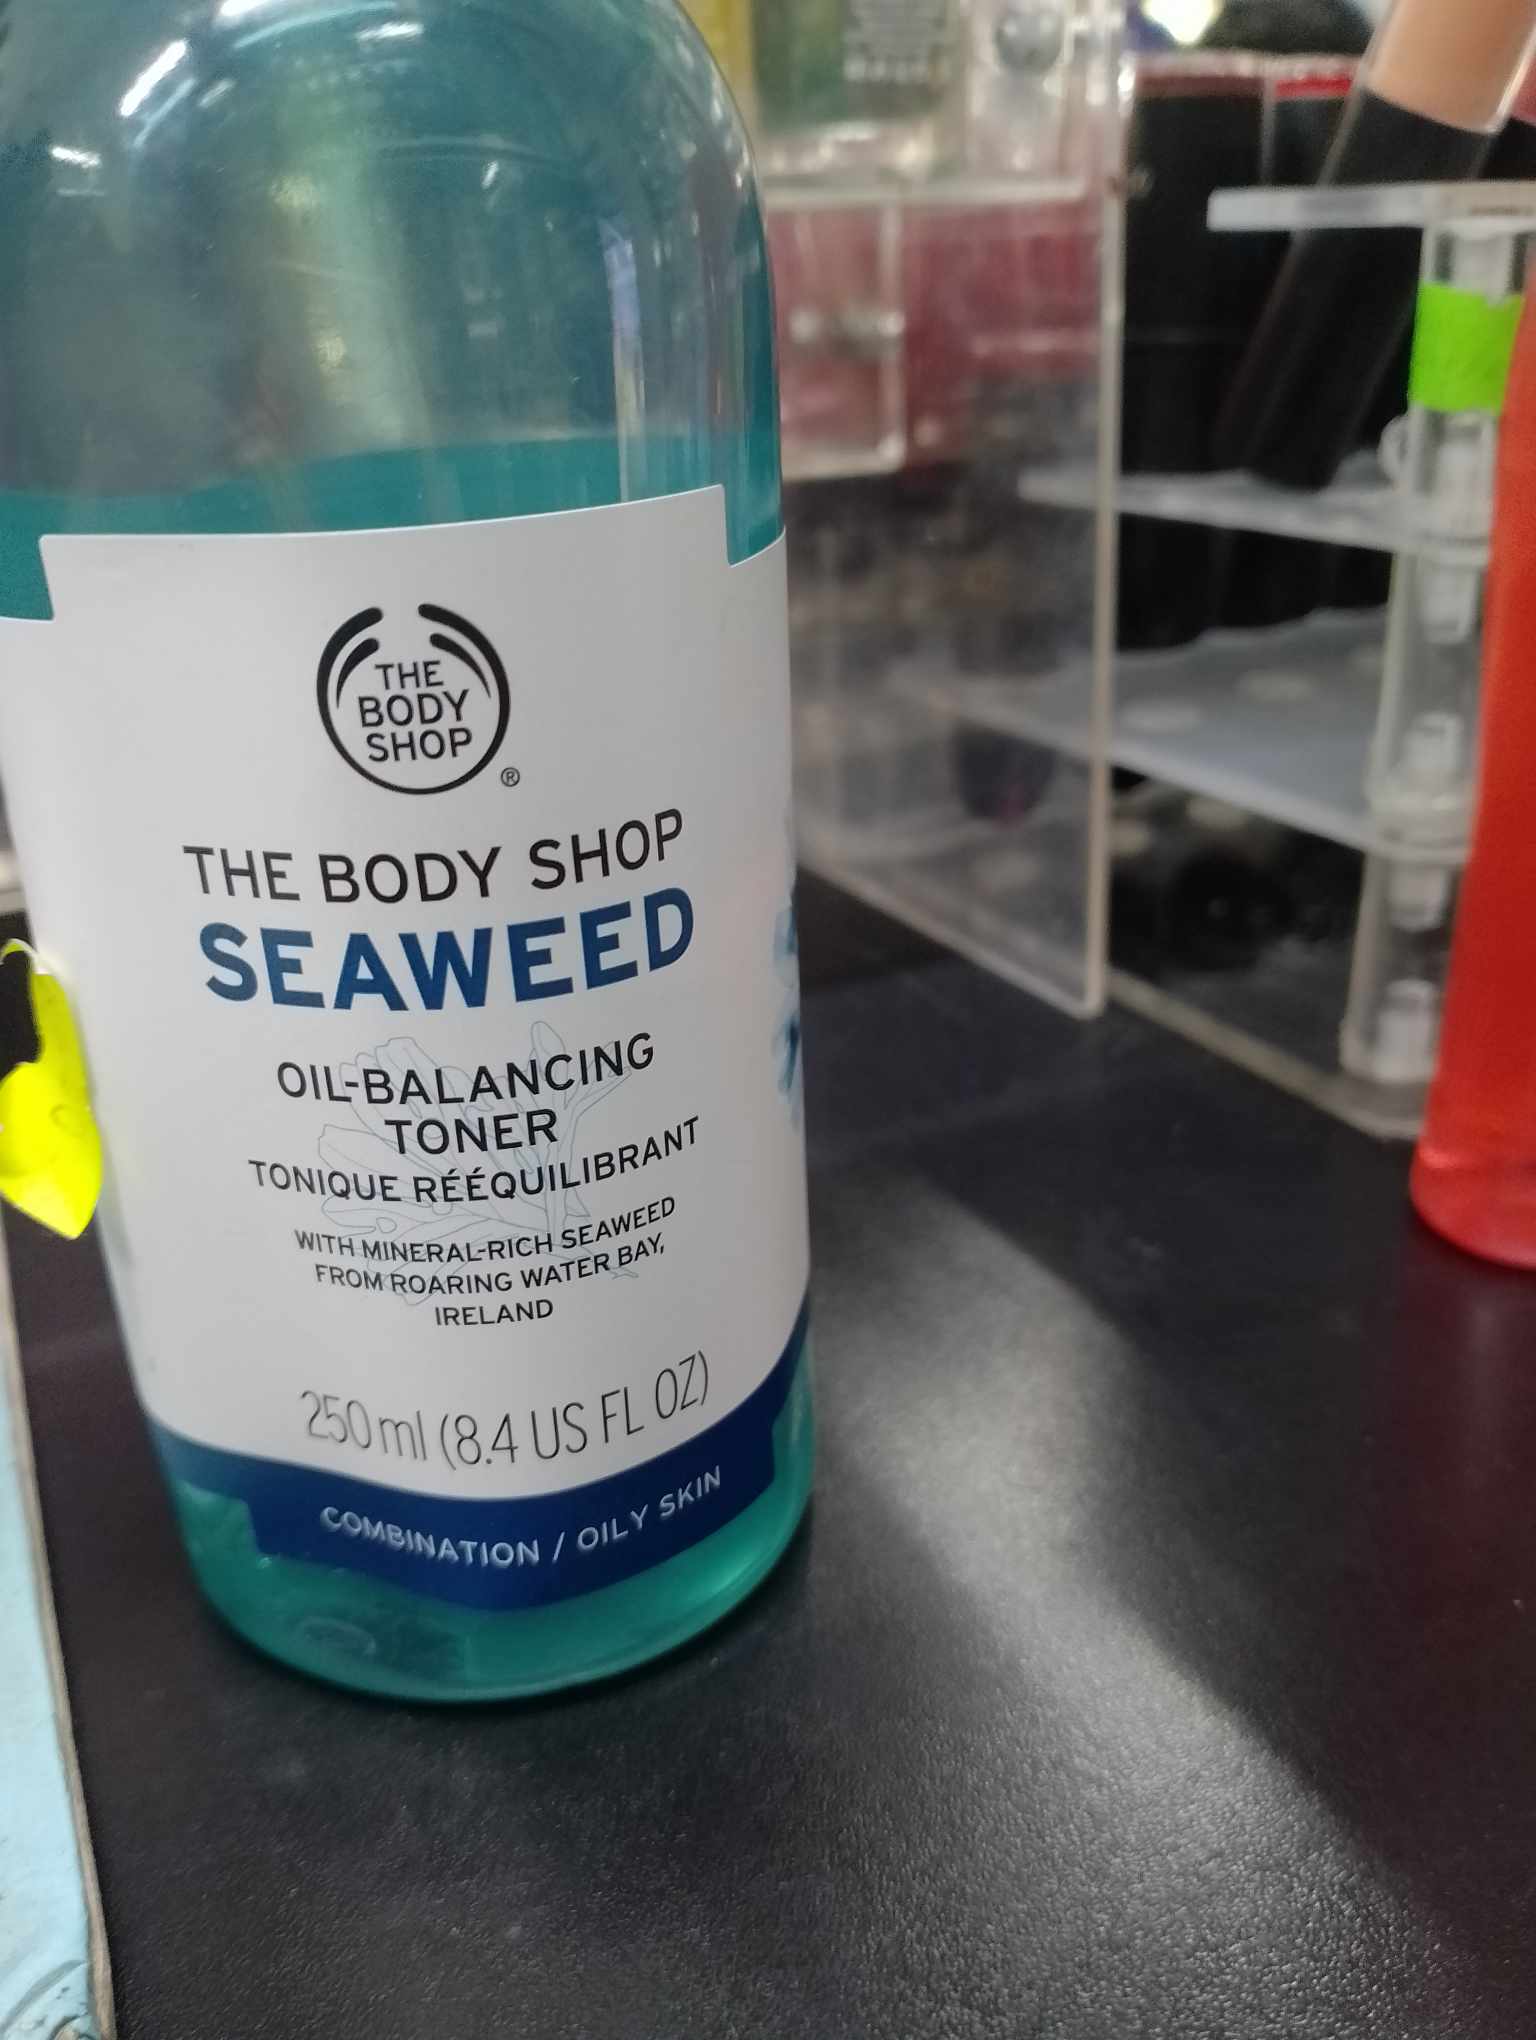 THE
BODY
SHOP
®
THE BODY SHOP
SEAWEED
OIL-BALANCING
TONER
TONIQUE RÉÉQUILIBRANT
WITH MINERAL-RICH SEAWEED
FROM ROARING WATER BAY,
IRELAND
250ml (8.4 US FL OZ)
COMBINATION / OILY SKIN